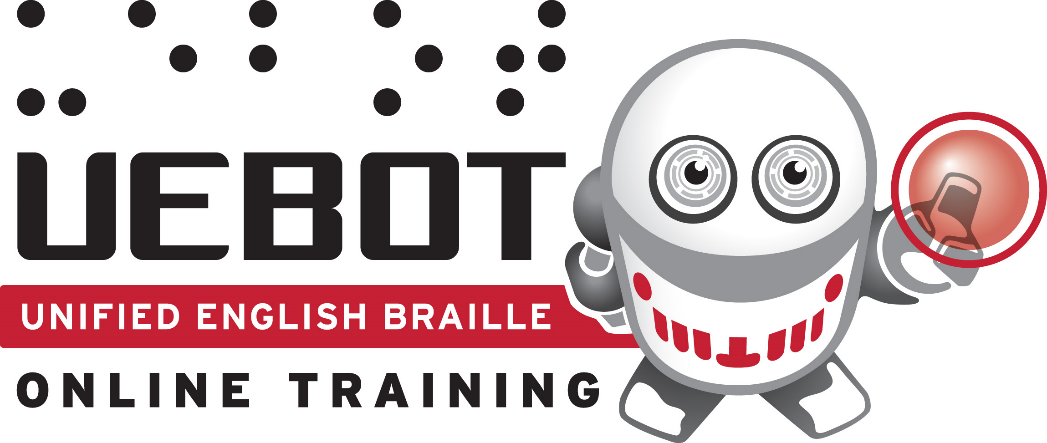 ⠥⠑⠃⠕⠞
UEBOT
UNIFIED ENGLISH BRAILLE
ONLINE TRAINING